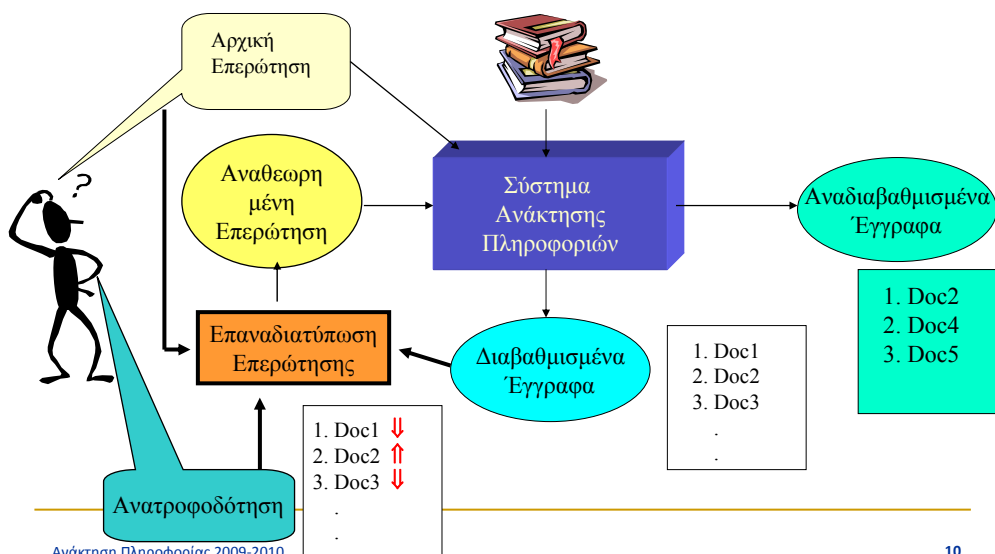 Αρχική
Επερώτηση
?
Αναθεωρη
μένη
Επερώτηση
Σύστημα
Ανάκτησης
Πληροφοριών
Αναδιαβαθμισμένα
Έγγραφα
1. Doc2
2. Doc4
3. Doc5
Επαναδιατύπωση
Επερώτησης
Διαβαθμισμένα
Έγγραφα
1. Doc1
2. Doc2
3. Doc3
.
.
1. Doc1 ⇓
2. Doc2 ⇑
3. Doc3 ⇓
.
.
Ανατροφοδότηση
Ανάκτηση Πληροφορίας 2009-2010
10